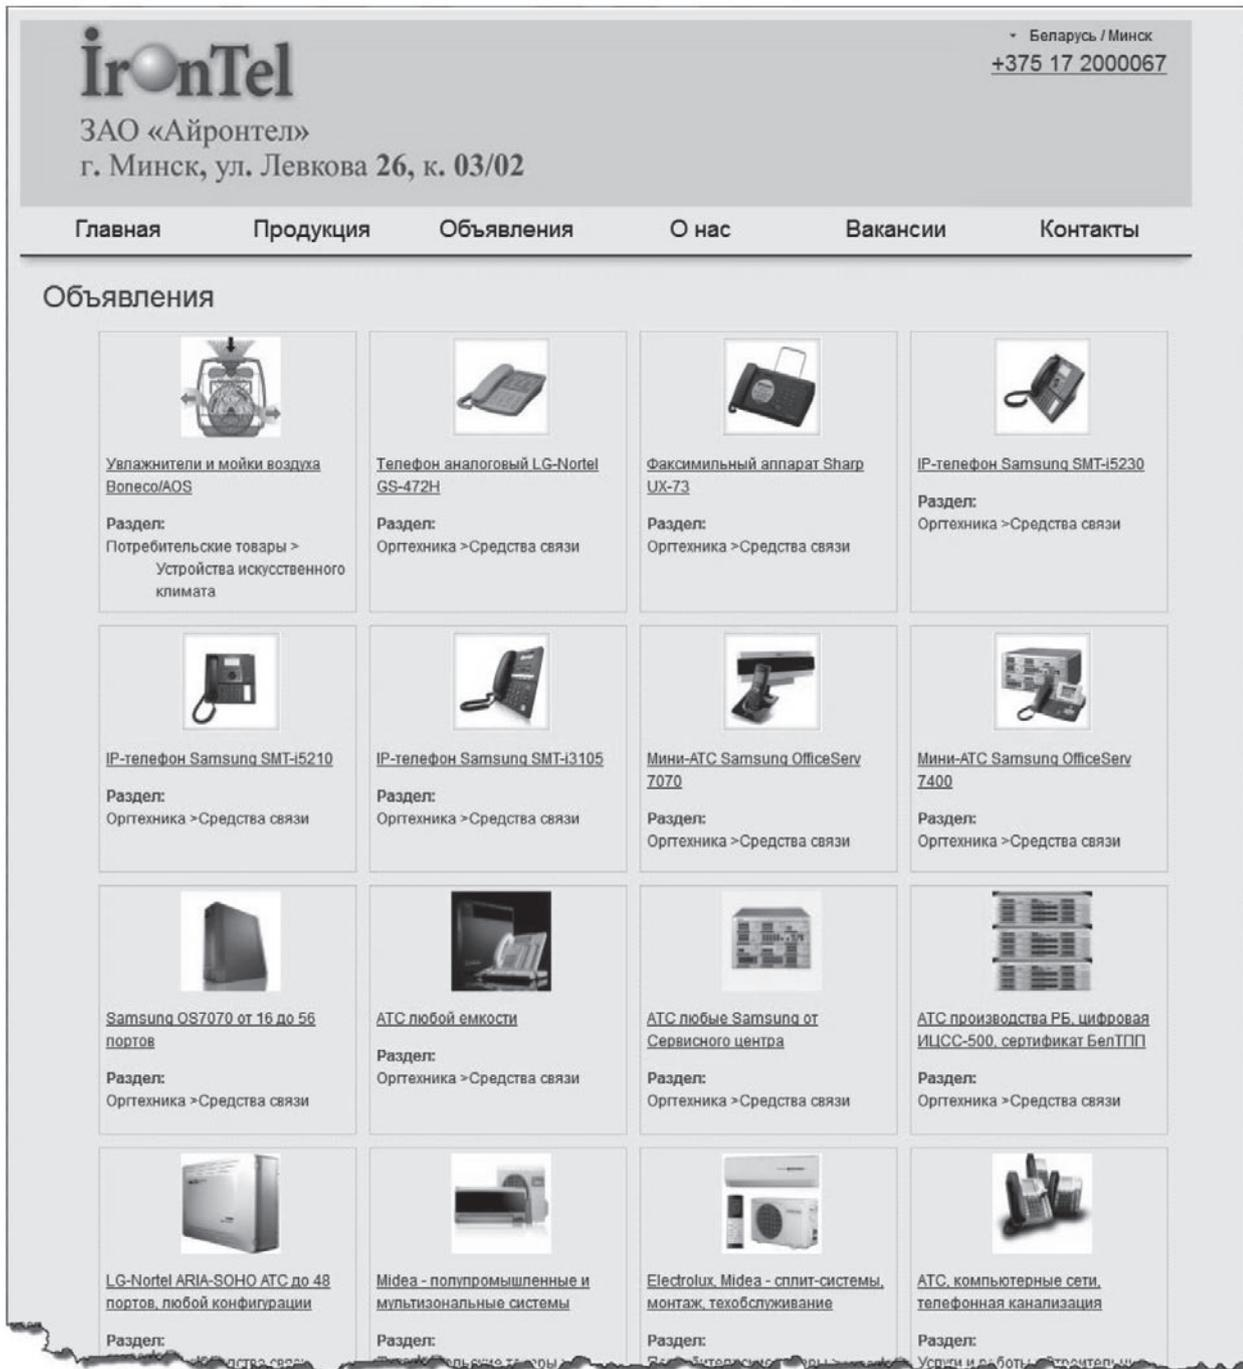 IronTel
Беларусь / Минск
+375 17 2000067
ЗАО «Айронтел»
г. Минск, ул. Левкова 26, к. 03/02
Главная Продукция Объявления О нас Вакансии Контакты
Объявления
Увлажнители и мойки воздуха
Boneco/AOS
Раздел:
Потребительские товары >
Устройства искусственного
климата
Телефон аналоговый LG-Nortel
GS-472H
Раздел:
Оргтехника >Средства связи
Факсимильный аппарат Sharp
UX-73
Раздел:
Оргтехника >Средства связи
IP-телефон Samsung SMT-i5230
Раздел:
Оргтехника >Средства связи
IP-телефон Samsung SMT-i5210
Раздел:
Оргтехника >Средства связи
IP-телефон Samsung SMT-i3105
Раздел:
Оргтехника >Средства связи
Мини-АТС Samsung OfficeServ
7070
Раздел:
Оргтехника >Средства связи
Мини-АТС Samsung OfficeServ
7400
Раздел:
Оргтехника >Средства связи
Samsung OS7070 от 16 до 56
портов
Раздел:
Оргтехника >Средства связи
АТС любой емкости
Раздел:
Оргтехника >Средства связи
АТС любые Samsung от
Сервисного центра
Раздел:
Оргтехника >Средства связи
АТС производства РБ, цифровая
ИЦСС-500, сертификат БелТПП
Раздел:
Оргтехника >Средства связи
LG-Nortel ARIA-SOHO АТС до 48
портов, любой конфигурации
Раздел:
Midea - полупромышленные и
мультизональные системы
Раздел:
Electrolux, Midea - сплит-системы,
монтаж, техобслуживание
Раздел:
АТС, компьютерные сети,
телефонная канализация
Раздел:
Услуги и работы